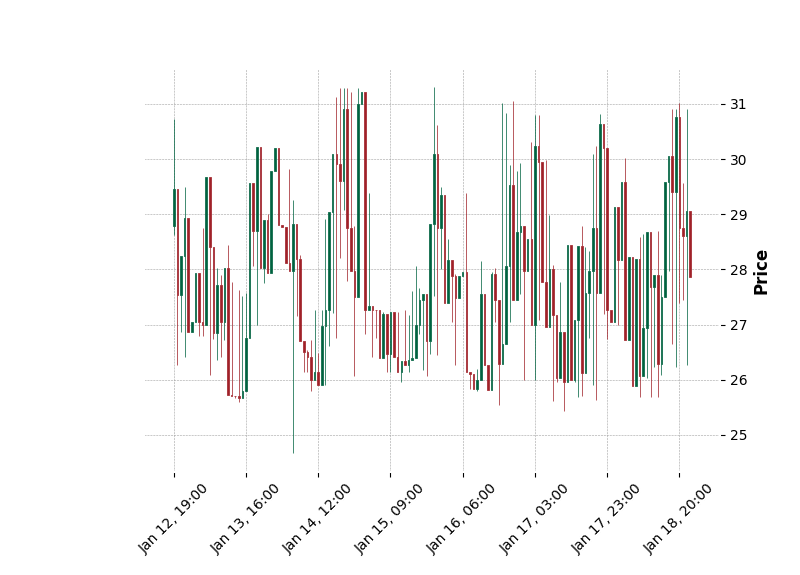 31
30
29
28
27
26
25
Price
Jan 12, 19:00
Jan 13, 16:00
Jan 14, 12:00
Jan 15, 09:00
Jan 16, 06:00
Jan 17, 03:00
Jan 17, 23:00
Jan 18, 20:00